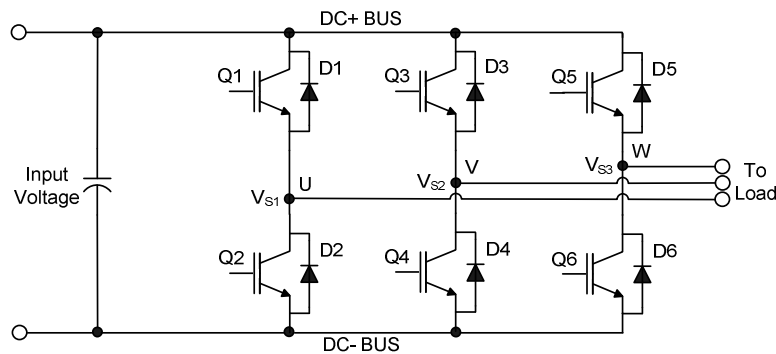 DC+ BUS
Q1
D1
Q3
D3
Q5
D5
Input
Voltage
U
V
W
VS1
VS2
VS3
To
Load
Q2
D2
Q4
D4
Q6
D6
DC- BUS